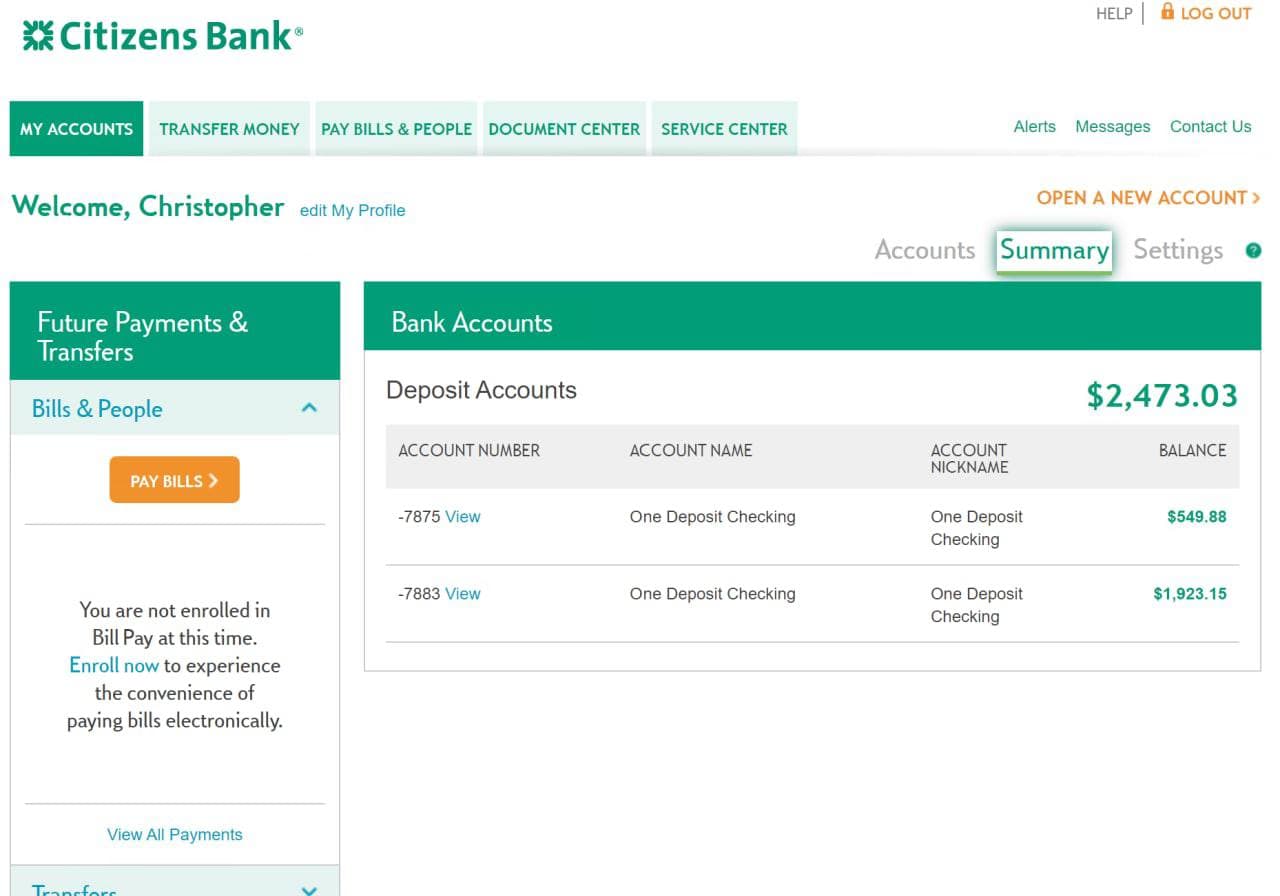 Citizens Bank®
HELP | LOG OUT
MY ACCOUNTS TRANSFER MONEY PAY BILLS & PEOPLE DOCUMENT CENTER SERVICE CENTER
Alerts Messages Contact Us
Welcome, Christopher edit My Profile
OPEN A NEW ACCOUNT >
Accounts Summary Settings ?
Future Payments &
Transfers
Bills & People
PAY BILLS >
You are not enrolled in
Bill Pay at this time.
Enroll now to experience
the convenience of
paying bills electronically.
View All Payments
Transfers
Bank Accounts
Deposit Accounts $2,473.03
ACCOUNT NUMBER ACCOUNT NAME ACCOUNT
NICKNAME BALANCE
-7875 View One Deposit Checking One Deposit
Checking $549.88
-7883 View One Deposit Checking One Deposit
Checking $1,923.15